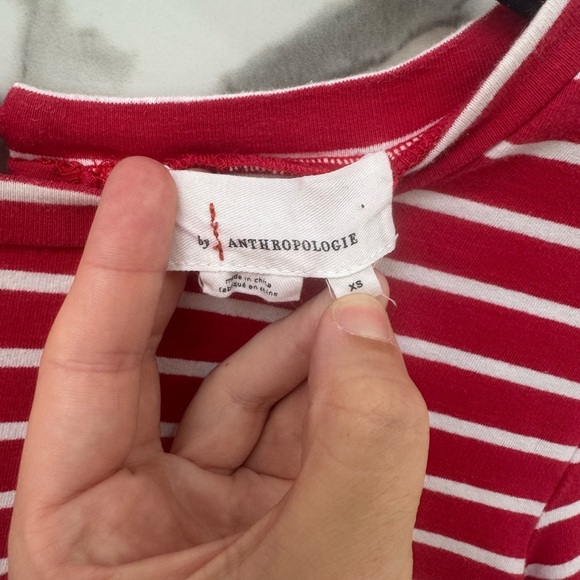 by ANTHROPOLOGIE
made in china
fabriqué en chine
XS